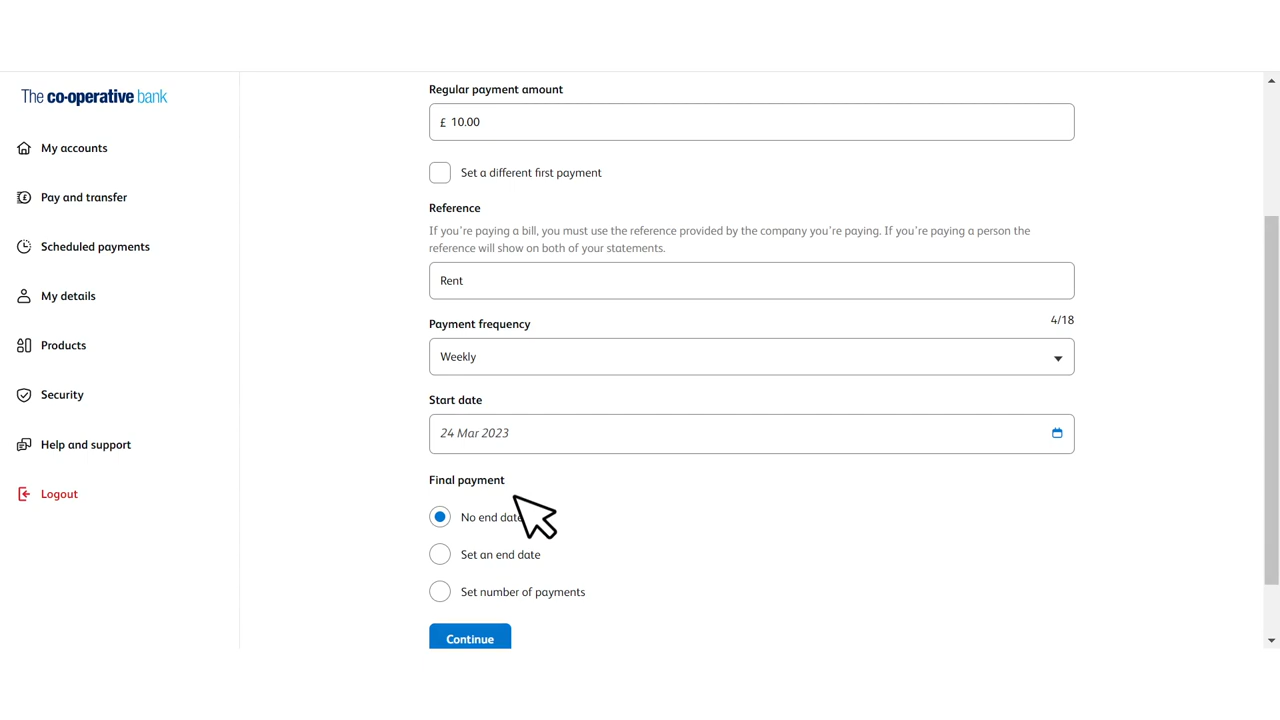 The co-operative bank
My accounts
Pay and transfer
Scheduled payments
My details
Products
Security
Help and support
Logout
Regular payment amount
£ 10.00
Set a different first payment
Reference
If you're paying a bill, you must use the reference provided by the company you're paying. If you're paying a person the
reference will show on both of your statements.
Rent
4/18
Payment frequency
Weekly
Start date
24 Mar 2023
Final payment
No end date
Set an end date
Set number of payments
Continue